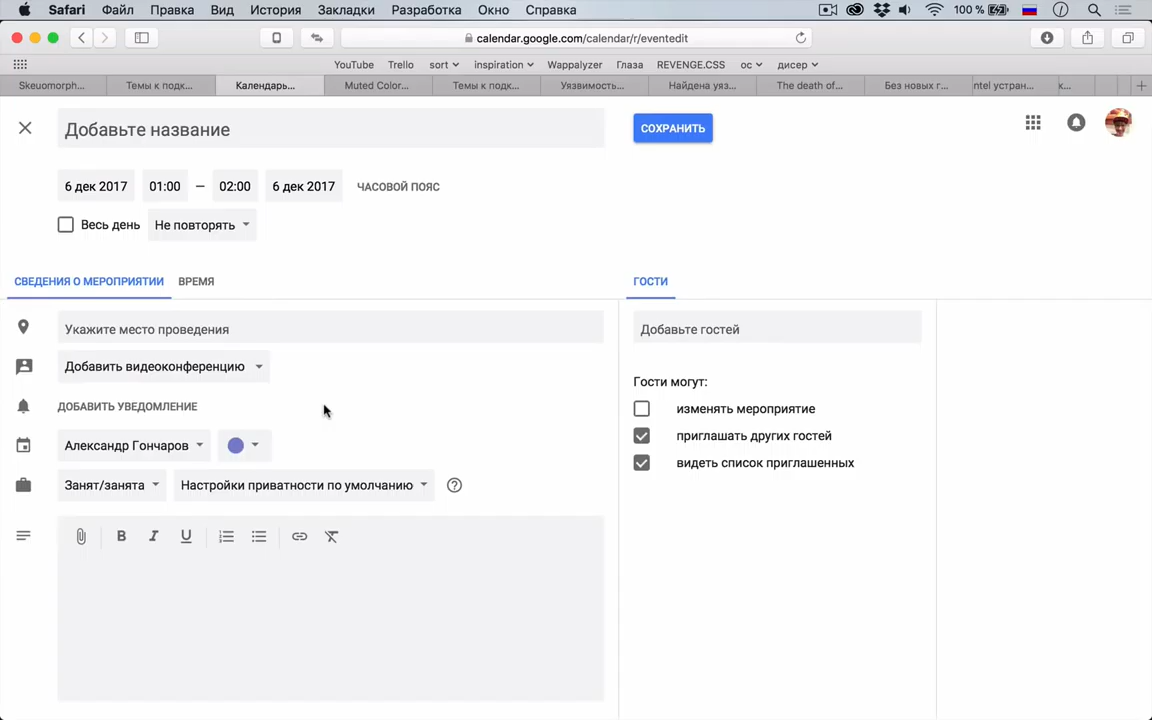 Safari Файл Правка Вид История Закладки Разработка Окно Справка 100 %
calendar.google.com/calendar/r/eventedit
YouTube Trello sort inspiration Wappalyzer Глаза REVENGE.CSS ос дисер
Skeuomorph... Темы к подк... Календарь... Muted Color... Темы к подк... Уязвимость... Найдена уяз... The death of... Без новых г... ntel устран... к...
Добавьте название СОХРАНИТЬ
6 дек 2017 01:00 – 02:00 6 дек 2017 ЧАСОВОЙ ПОЯС
Весь день Не повторять
СВЕДЕНИЯ О МЕРОПРИЯТИИ ВРЕМЯ ГОСТИ
Укажите место проведения Добавьте гостей
Добавить видеоконференцию
Гости могут:
ДОБАВИТЬ УВЕДОМЛЕНИЕ изменять мероприятие
приглашать других гостей
Александр Гончаров
видеть список приглашенных
Занят/занята Настройки приватности по умолчанию
B I U